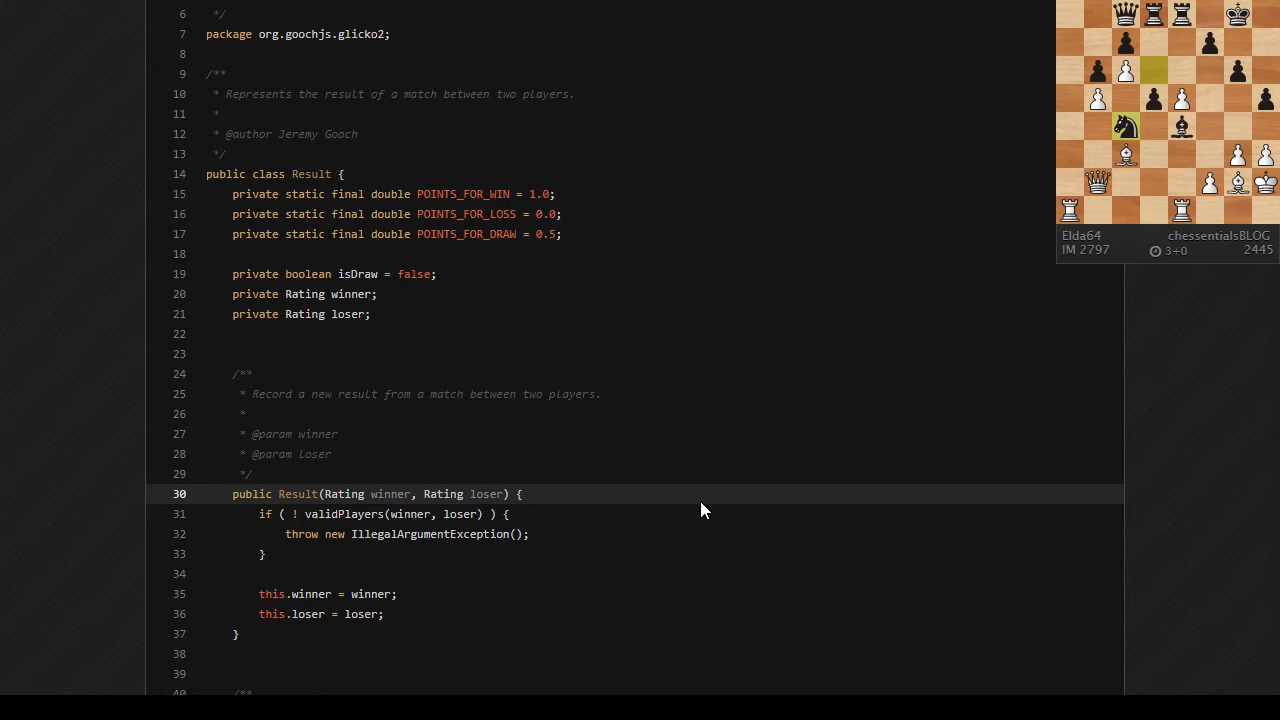 6 */
7 package org.goochjs.glicko2;
8
9 /**
10 * Represents the result of a match between two players.
11 *
12 * @author Jeremy Gooch
13 */
14 public class Result {
15 private static final double POINTS_FOR_WIN = 1.0;
16 private static final double POINTS_FOR_LOSS = 0.0;
17 private static final double POINTS_FOR_DRAW = 0.5;
18
19 private boolean isDraw = false;
20 private Rating winner;
21 private Rating loser;
22
23
24 /**
25 * Record a new result from a match between two players.
26 *
27 * @param winner
28 * @param loser
29 */
30 public Result(Rating winner, Rating loser) {
31 if ( ! validPlayers(winner, loser) ) {
32 throw new IllegalArgumentException();
33 }
34
35 this.winner = winner;
36 this.loser = loser;
37 }
38
39
40 /**
Elda64 chessentialsBLOG
IM 2797 3+0 2445